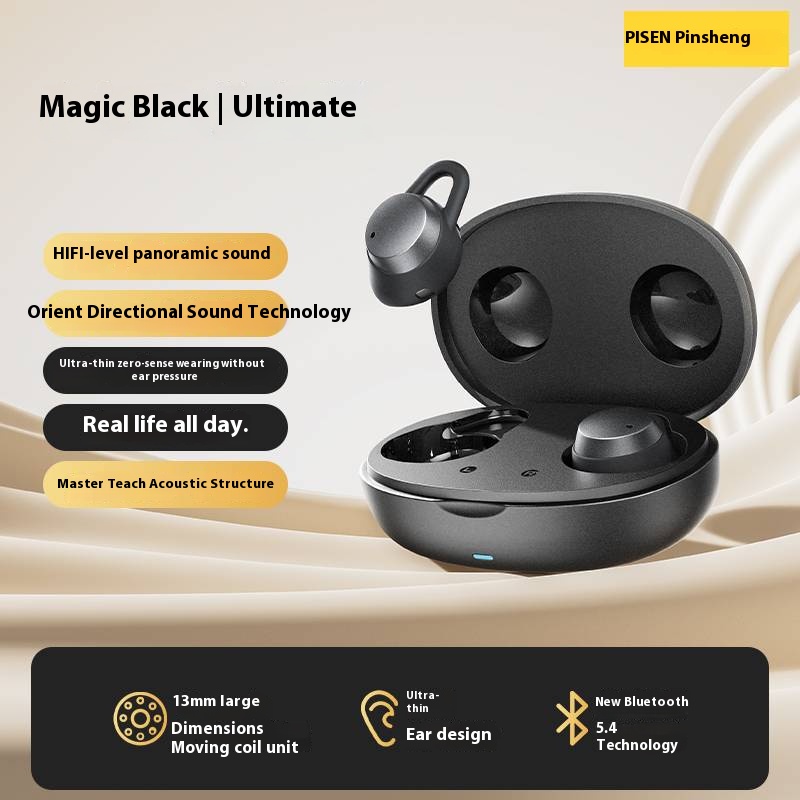 PISEN Pinsheng
Magic Black | Ultimate
HIFI-level panoramic sound
Orient Directional Sound Technology
Ultra-thin zero-sense wearing without
ear pressure
Real life all day.
Master Teach Acoustic Structure
13mm large
Dimensions
Moving coil unit
Ultra-
thin
Ear design
New Bluetooth
5.4
Technology